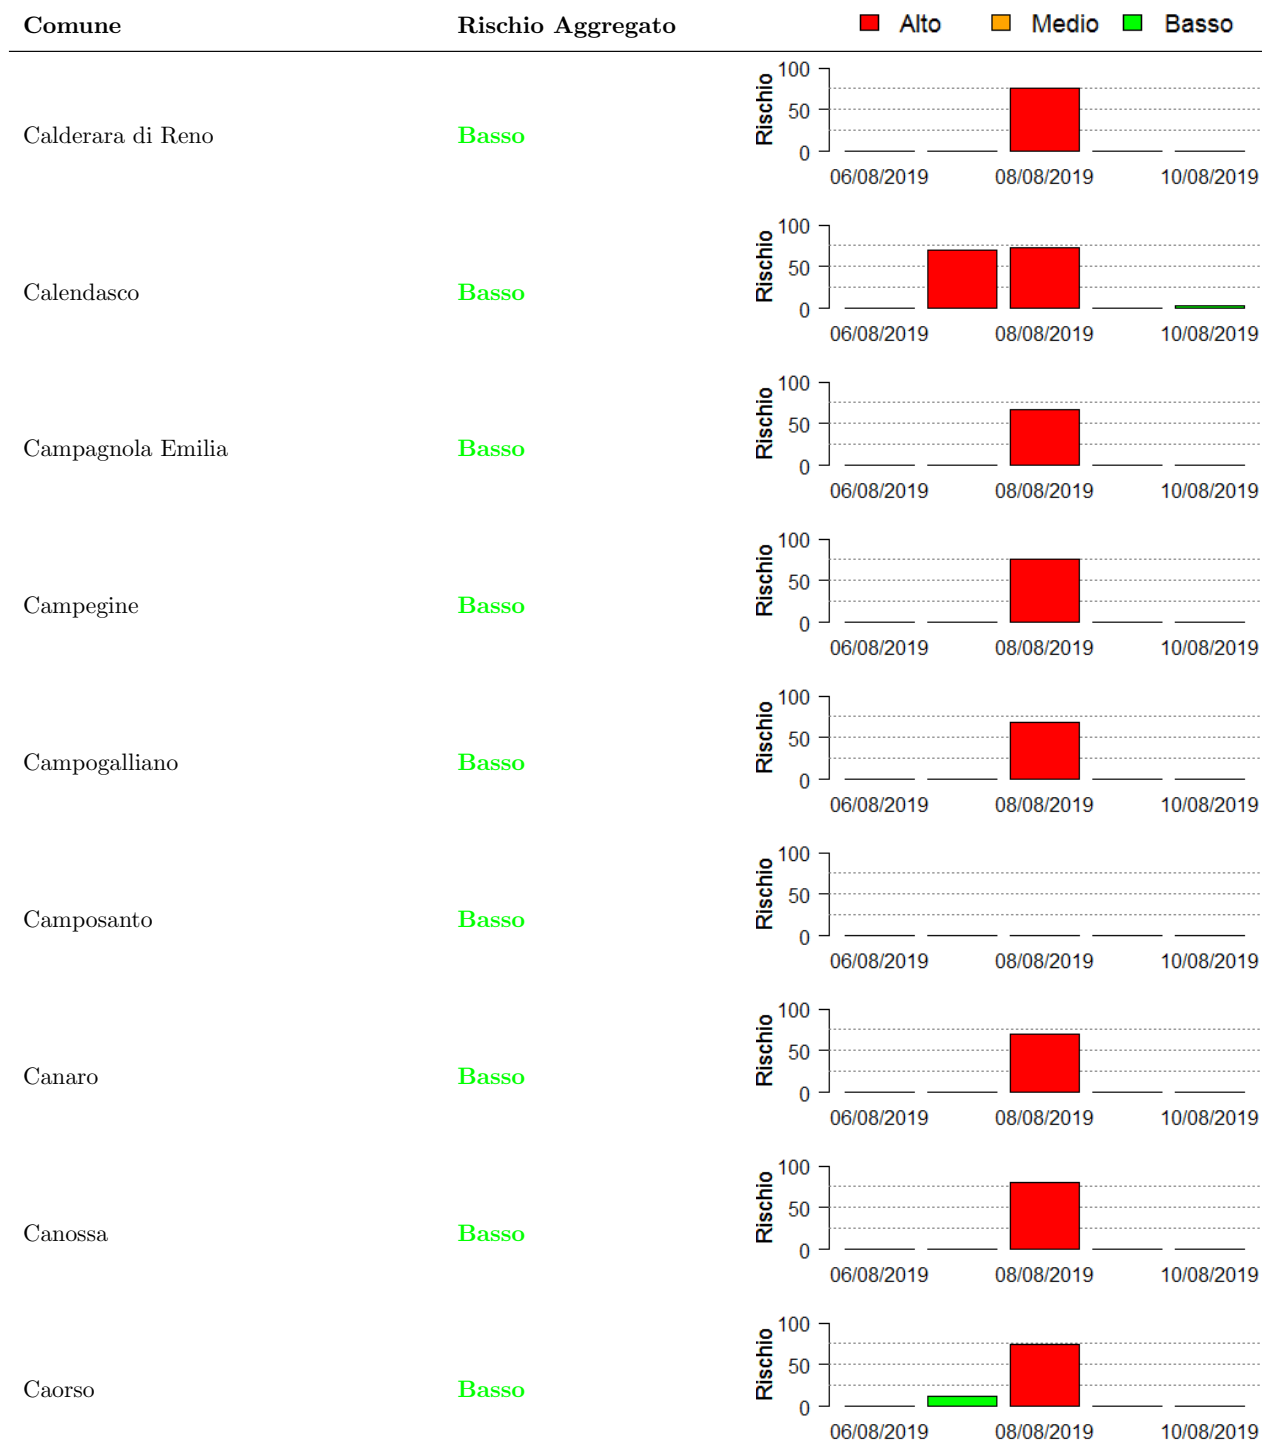 Comune Rischio Aggregato Alto Medio Basso
100
50
0
Rischio
Calderara di Reno Basso
06/08/2019 08/08/2019 10/08/2019
100
50
0
Rischio
Calendasco Basso
06/08/2019 08/08/2019 10/08/2019
100
50
0
Rischio
Campagnola Emilia Basso
06/08/2019 08/08/2019 10/08/2019
100
50
0
Rischio
Campegine Basso
06/08/2019 08/08/2019 10/08/2019
100
50
0
Rischio
Campogalliano Basso
06/08/2019 08/08/2019 10/08/2019
100
50
0
Rischio
Camposanto Basso
06/08/2019 08/08/2019 10/08/2019
100
50
0
Rischio
Canaro Basso
06/08/2019 08/08/2019 10/08/2019
100
50
0
Rischio
Canossa Basso
06/08/2019 08/08/2019 10/08/2019
100
50
0
Rischio
Caorso Basso
06/08/2019 08/08/2019 10/08/2019